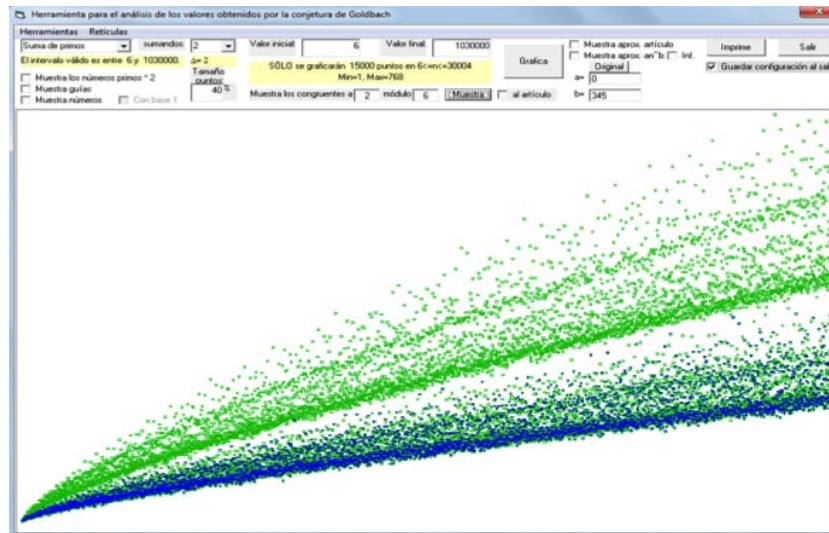 Herramienta para el análisis de los valores obtenidos por la conjetura de Goldbach
Herramientas Retículas
Suma de primos sumandos: 2 Valor inicial: 6 Valor final: 1030000 Grafica Muestra aprox. artículo Imprime Salir
El intervalo válido es entre 6 y 1030000. Δ= 2 SÓLO se graficarán 15000 puntos en 6<=n<=30004 Muestra aprox. an^b. Inf.
Muestra los números primos * 2 Tamaño puntos: Min=1, Max=768 Original Guardar configuración al sal
Muestra guías 40 % a= 0
Muestra números Con base 1 Muestra los congruentes a 2 módulo 6 Muestra al artículo b= 345